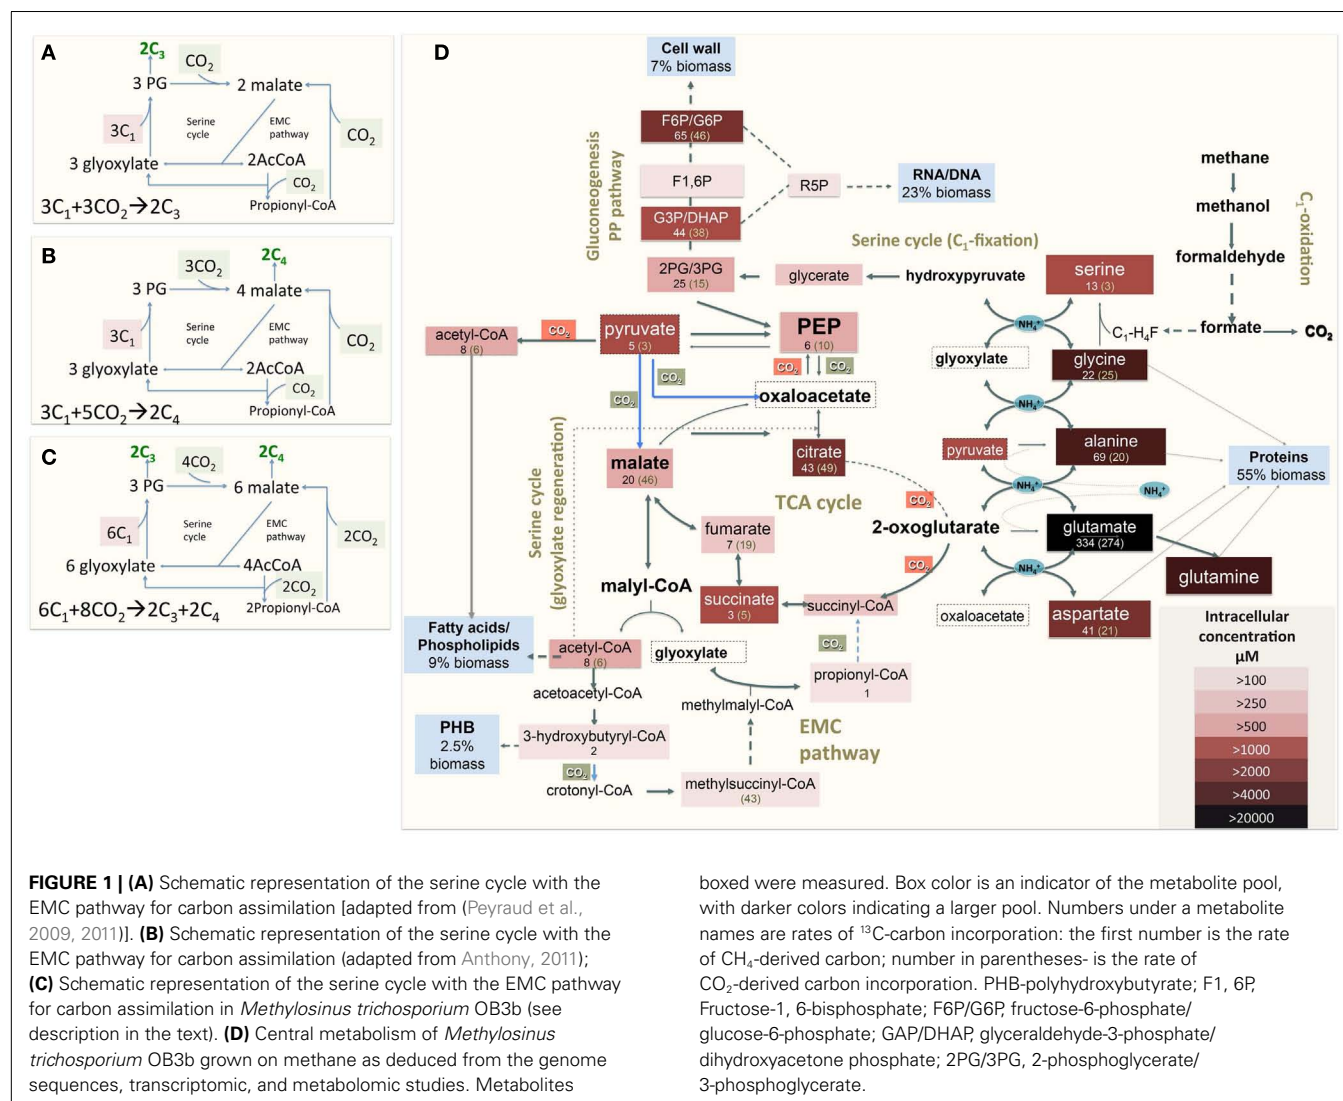 A
2C3
CO2
3 PG
2 malate
3C1
Serine
cycle
EMC
pathway
CO2
3 glyoxylate
2AcCoA
CO2
Propionyl-CoA
3C1+3CO2→2C3
B
3CO2
2C4
3 PG
4 malate
3C1
Serine
cycle
EMC
pathway
CO2
3 glyoxylate
2AcCoA
CO2
Propionyl-CoA
3C1+5CO2→2C4
C
2C3
4CO2
2C4
3 PG
6 malate
6C1
Serine
cycle
EMC
pathway
2CO2
6 glyoxylate
4AcCoA
2CO2
2Propionyl-CoA
6C1+8CO2→2C3+2C4
D
Cell wall
7% biomass
F6P/G6P
65 (46)
F1,6P
R5P
RNA/DNA
23% biomass
G3P/DHAP
44 (38)
Gluconeogenesis
PP pathway
2PG/3PG
25 (15)
glycerate
hydroxypyruvate
Serine cycle (C1-fixation)
serine
13 (3)
methane
methanol
formaldehyde
formate
CO2
C1-oxidation
C1-H4F
NH4+
glyoxylate
glycine
22 (25)
NH4+
acetyl-CoA
8 (6)
CO2
pyruvate
5 (3)
PEP
6 (10)
CO2
CO2
CO2
CO2
oxaloacetate
pyruvate
alanine
69 (20)
Proteins
55% biomass
NH4+
NH4+
malate
20 (46)
citrate
43 (49)
TCA cycle
CO2
2-oxoglutarate
glutamate
334 (274)
glutamine
NH4+
Serine cycle
(glyoxylate regeneration)
fumarate
7 (19)
CO2
malyl-CoA
succinate
3 (5)
succinyl-CoA
oxaloacetate
aspartate
41 (21)
Fatty acids/
Phospholipids
9% biomass
acetyl-CoA
8 (6)
glyoxylate
CO2
propionyl-CoA
1
acetoacetyl-CoA
methylmalyl-CoA
PHB
2.5%
biomass
3-hydroxybutyryl-CoA
2
EMC
pathway
CO2
crotonyl-CoA
methylsuccinyl-CoA
(43)
Intracellular
concentration
µM
>100
>250
>500
>1000
>2000
>4000
>20000
FIGURE 1 | (A) Schematic representation of the serine cycle with the
EMC pathway for carbon assimilation [adapted from (Peyraud et al.,
2009, 2011)]. (B) Schematic representation of the serine cycle with the
EMC pathway for carbon assimilation (adapted from Anthony, 2011);
(C) Schematic representation of the serine cycle with the EMC pathway
for carbon assimilation in Methylosinus trichosporium OB3b (see
description in the text). (D) Central metabolism of Methylosinus
trichosporium OB3b grown on methane as deduced from the genome
sequences, transcriptomic, and metabolomic studies. Metabolites
boxed were measured. Box color is an indicator of the metabolite pool,
with darker colors indicating a larger pool. Numbers under a metabolite
names are rates of 13C-carbon incorporation: the first number is the rate
of CH4-derived carbon; number in parentheses- is the rate of
CO2-derived carbon incorporation. PHB-polyhydroxybutyrate; F1, 6P,
Fructose-1, 6-bisphosphate; F6P/G6P, fructose-6-phosphate/
glucose-6-phosphate; GAP/DHAP, glyceraldehyde-3-phosphate/
dihydroxyacetone phosphate; 2PG/3PG, 2-phosphoglycerate/
3-phosphoglycerate.